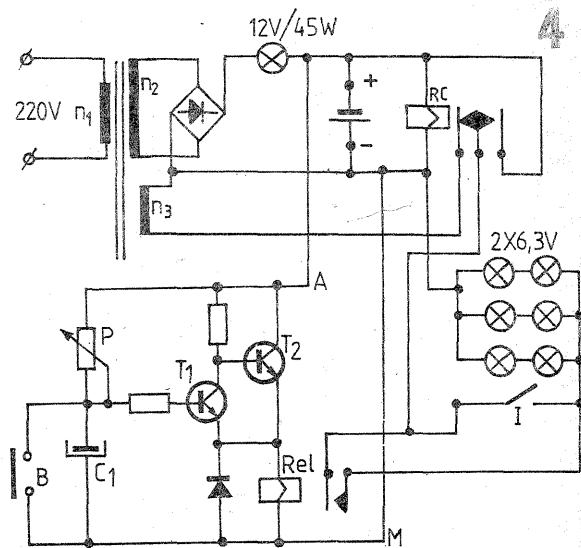 4
12V/45W
n2
220V n1
+
RC
-
n3
2X6,3V
A
P
T1
T2
I
B
C1
Rel
M